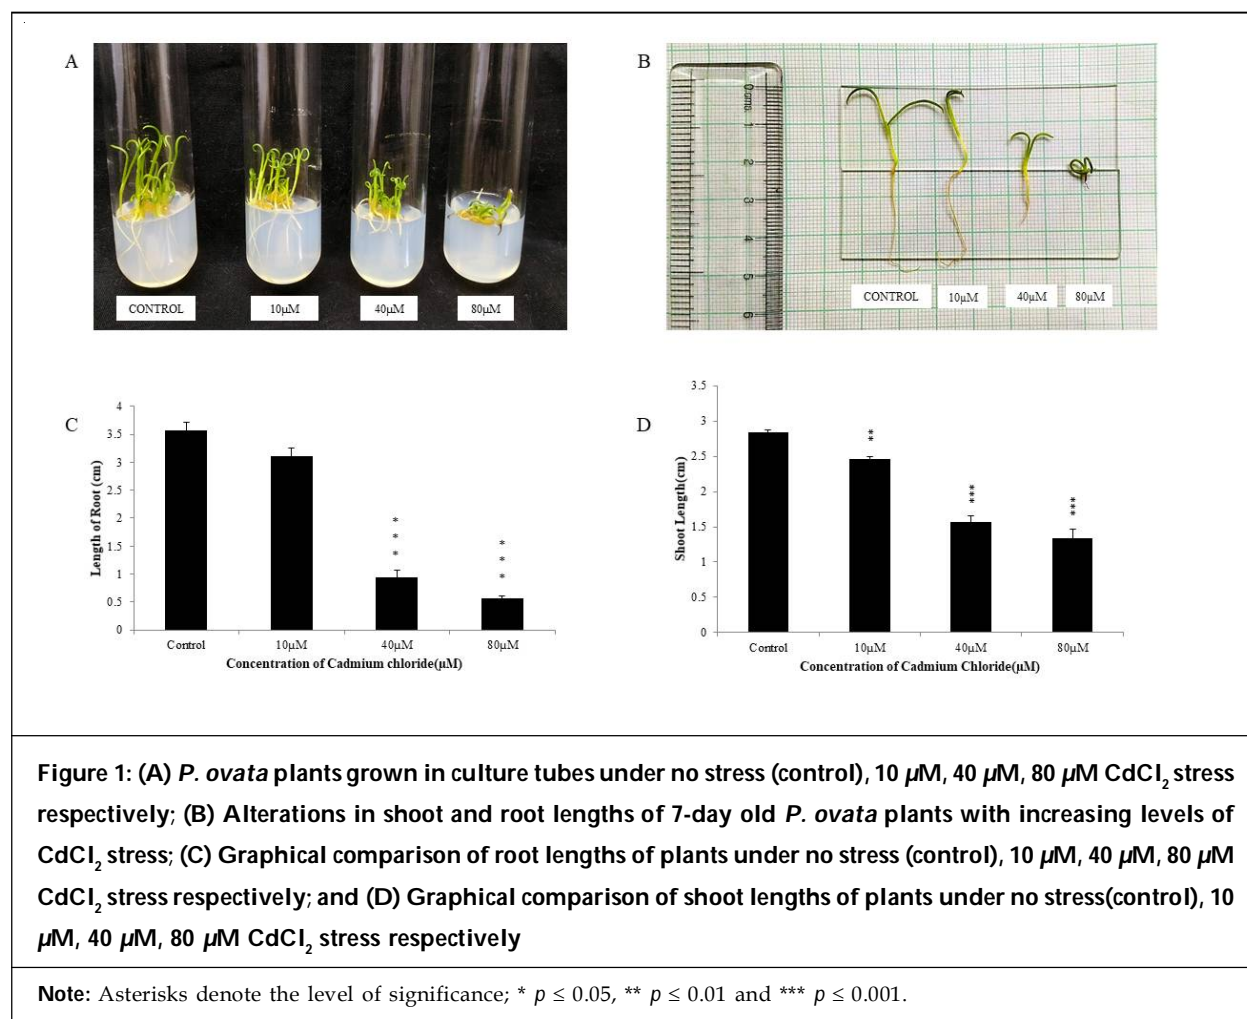 A
CONTROL
10µM
40µM
80µM
B
0 cms.
1
2
3
4
5
6
CONTROL
10µM
40µM
80µM
C
Length of Root (cm)
4
3.5
3
2.5
2
1.5
1
0.5
0
* * *
* * *
Control
10µM
40µM
80µM
Concentration of Cadmium chloride(µM)
D
Shoot Length(cm)
3.5
3
2.5
2
1.5
1
0.5
0
**
***
***
Control
10µM
40µM
80µM
Concentration of Cadmium Chloride(µM)
Figure 1: (A) P. ovata plants grown in culture tubes under no stress (control), 10 µM, 40 µM, 80 µM CdCl2 stress
respectively; (B) Alterations in shoot and root lengths of 7-day old P. ovata plants with increasing levels of
CdCl2 stress; (C) Graphical comparison of root lengths of plants under no stress (control), 10 µM, 40 µM, 80 µM
CdCl2 stress respectively; and (D) Graphical comparison of shoot lengths of plants under no stress(control), 10
µM, 40 µM, 80 µM CdCl2 stress respectively
Note: Asterisks denote the level of significance; * p ≤ 0.05, ** p ≤ 0.01 and *** p ≤ 0.001.